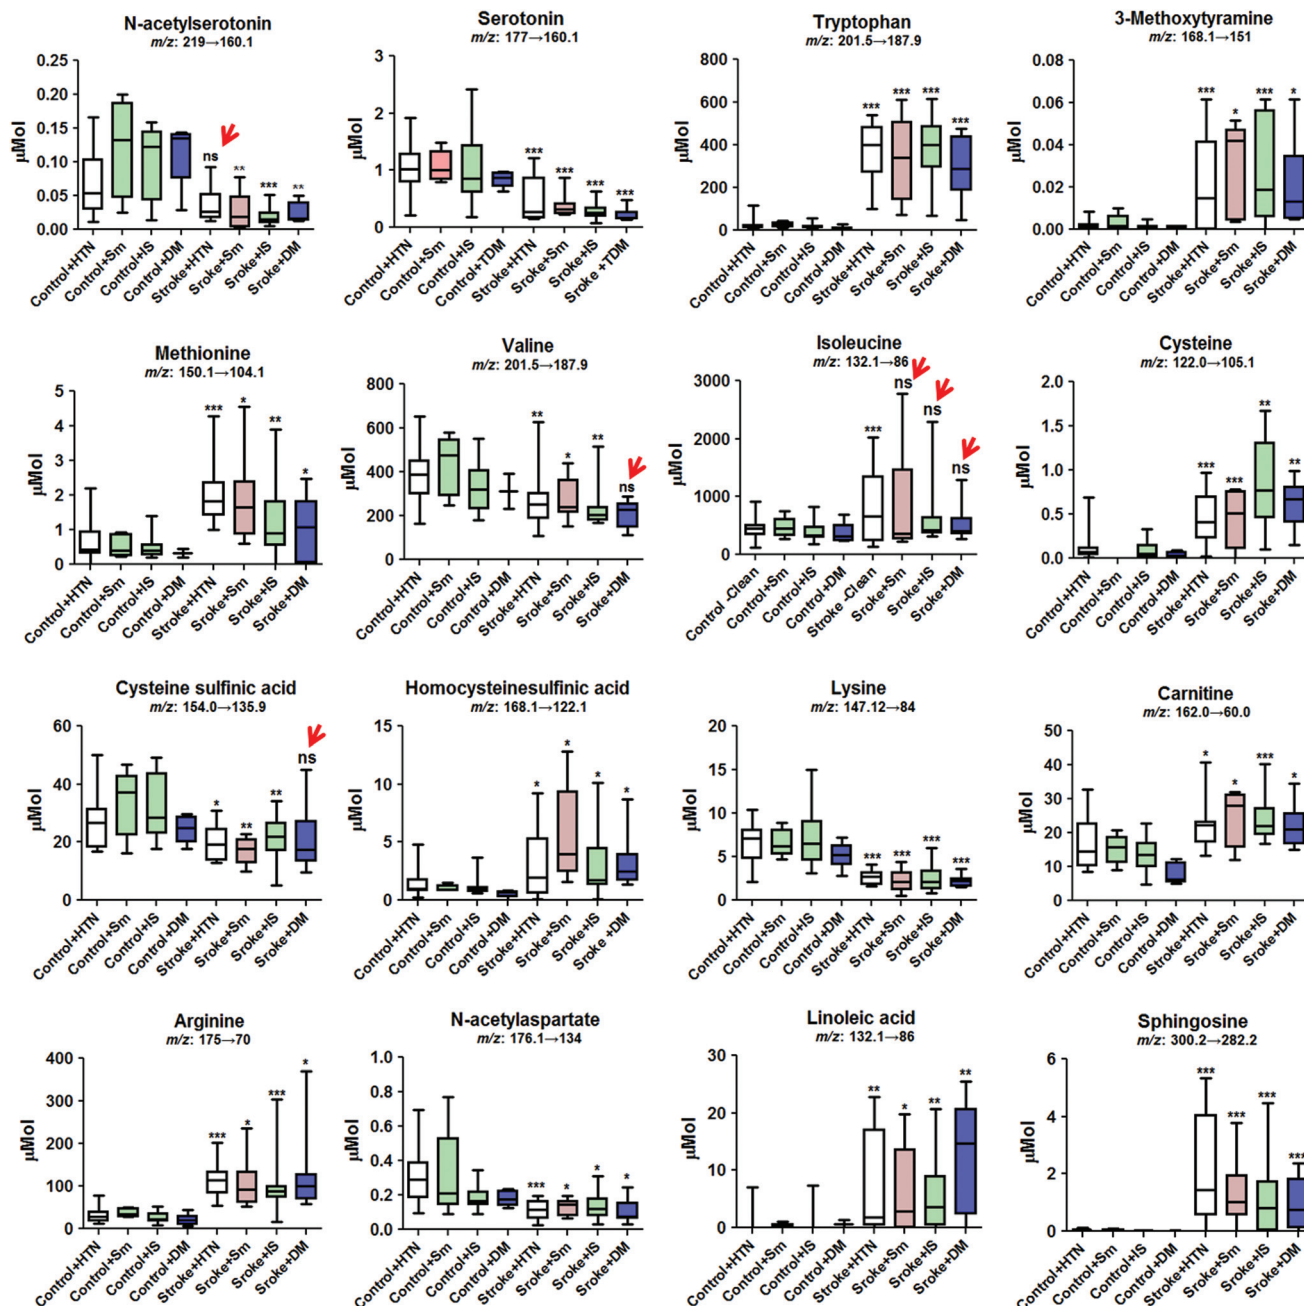 N-acetylserotonin
m/z: 219→160.1
µMol
0.25
0.20
0.15
0.10
0.05
0.00
ns
**
***
**
Control+HTN
Control+Sm
Control+IS
Control+DM
Stroke+HTN
Sroke+Sm
Sroke+IS
Sroke+DM
Serotonin
m/z: 177→160.1
µMol
3
2
1
0
***
***
***
***
Control+HTN
Control+Sm
Control+IS
Control+TDM
Stroke+HTN
Sroke+Sm
Sroke+IS
Sroke +TDM
Tryptophan
m/z: 201.5→187.9
µMol
800
600
400
200
0
***
***
***
***
Control+HTN
Control+Sm
Control+IS
Control+DM
Stroke+HTN
Sroke+Sm
Sroke+IS
Sroke+DM
3-Methoxytyramine
m/z: 168.1→151
µMol
0.08
0.06
0.04
0.02
0.00
***
*
***
*
Control+HTN
Control+Sm
Control+IS
Control+DM
Stroke+HTN
Sroke+Sm
Sroke+IS
Sroke+DM
Methionine
m/z: 150.1→104.1
µMol
5
4
3
2
1
0
***
*
**
*
Control+HTN
Control+Sm
Control+IS
Control+DM
Stroke+HTN
Sroke+Sm
Sroke+IS
Sroke+DM
Valine
m/z: 201.5→187.9
µMol
800
600
400
200
0
**
*
**
ns
Control+HTN
Control+Sm
Control+IS
Control+DM
Stroke+HTN
Sroke+Sm
Sroke+IS
Sroke+DM
Isoleucine
m/z: 132.1→86
µMol
3000
2000
1000
0
***
ns
ns
ns
Control -Clean
Control+Sm
Control+IS
Control+DM
Stroke -Clean
Sroke+Sm
Sroke+IS
Sroke+DM
Cysteine
m/z: 122.0→105.1
µMol
2.0
1.5
1.0
0.5
0.0
***
***
**
**
Control+HTN
Control+Sm
Control+IS
Control+DM
Stroke+HTN
Sroke+Sm
Sroke+IS
Sroke+DM
Cysteine sulfinic acid
m/z: 154.0→135.9
µMol
60
40
20
0
*
**
**
ns
Control+HTN
Control+Sm
Control+IS
Control+DM
Stroke+HTN
Sroke+Sm
Sroke+IS
Sroke+DM
Homocysteinesulfinic acid
m/z: 168.1→122.1
µMol
15
10
5
0
*
*
*
*
Control+HTN
Control+Sm
Control+IS
Control+DM
Stroke+HTN
Sroke+Sm
Sroke+IS
Sroke -DM
Lysine
m/z: 147.12→84
µMol
20
15
10
5
0
***
***
***
***
Control+HTN
Control+Sm
Control+IS
Control+DM
Stroke+HTN
Sroke+Sm
Sroke+IS
Sroke+DM
Carnitine
m/z: 162.0→60.0
µMol
50
40
30
20
10
0
*
*
***
*
Control+HTN
Control+Sm
Control+IS
Control+DM
Stroke+HTN
Sroke+Sm
Sroke+IS
Sroke+DM
Arginine
m/z: 175→70
µMol
400
300
200
100
0
***
*
***
*
Control+HTN
Control+Sm
Control+IS
Control+DM
Stroke+HTN
Sroke+Sm
Sroke+IS
Sroke+DM
N-acetylaspartate
m/z: 176.1→134
µMol
1.0
0.8
0.6
0.4
0.2
0.0
***
*
*
*
Control+HTN
Control+Sm
Control+IS
Control+DM
Stroke+HTN
Sroke+Sm
Sroke+IS
Sroke+DM
Linoleic acid
m/z: 132.1→86
µMol
30
20
10
0
**
*
**
**
Control+HTN
Control+Sm
Control+IS
Control+DM
Stroke+HTN
Sroke+Sm
Sroke+IS
Sroke+DM
Sphingosine
m/z: 300.2→282.2
µMol
6
4
2
0
***
***
***
***
Control+HTN
Control+Sm
Control+IS
Control+DM
Stroke+HTN
Sroke+Sm
Sroke+IS
Sroke+DM